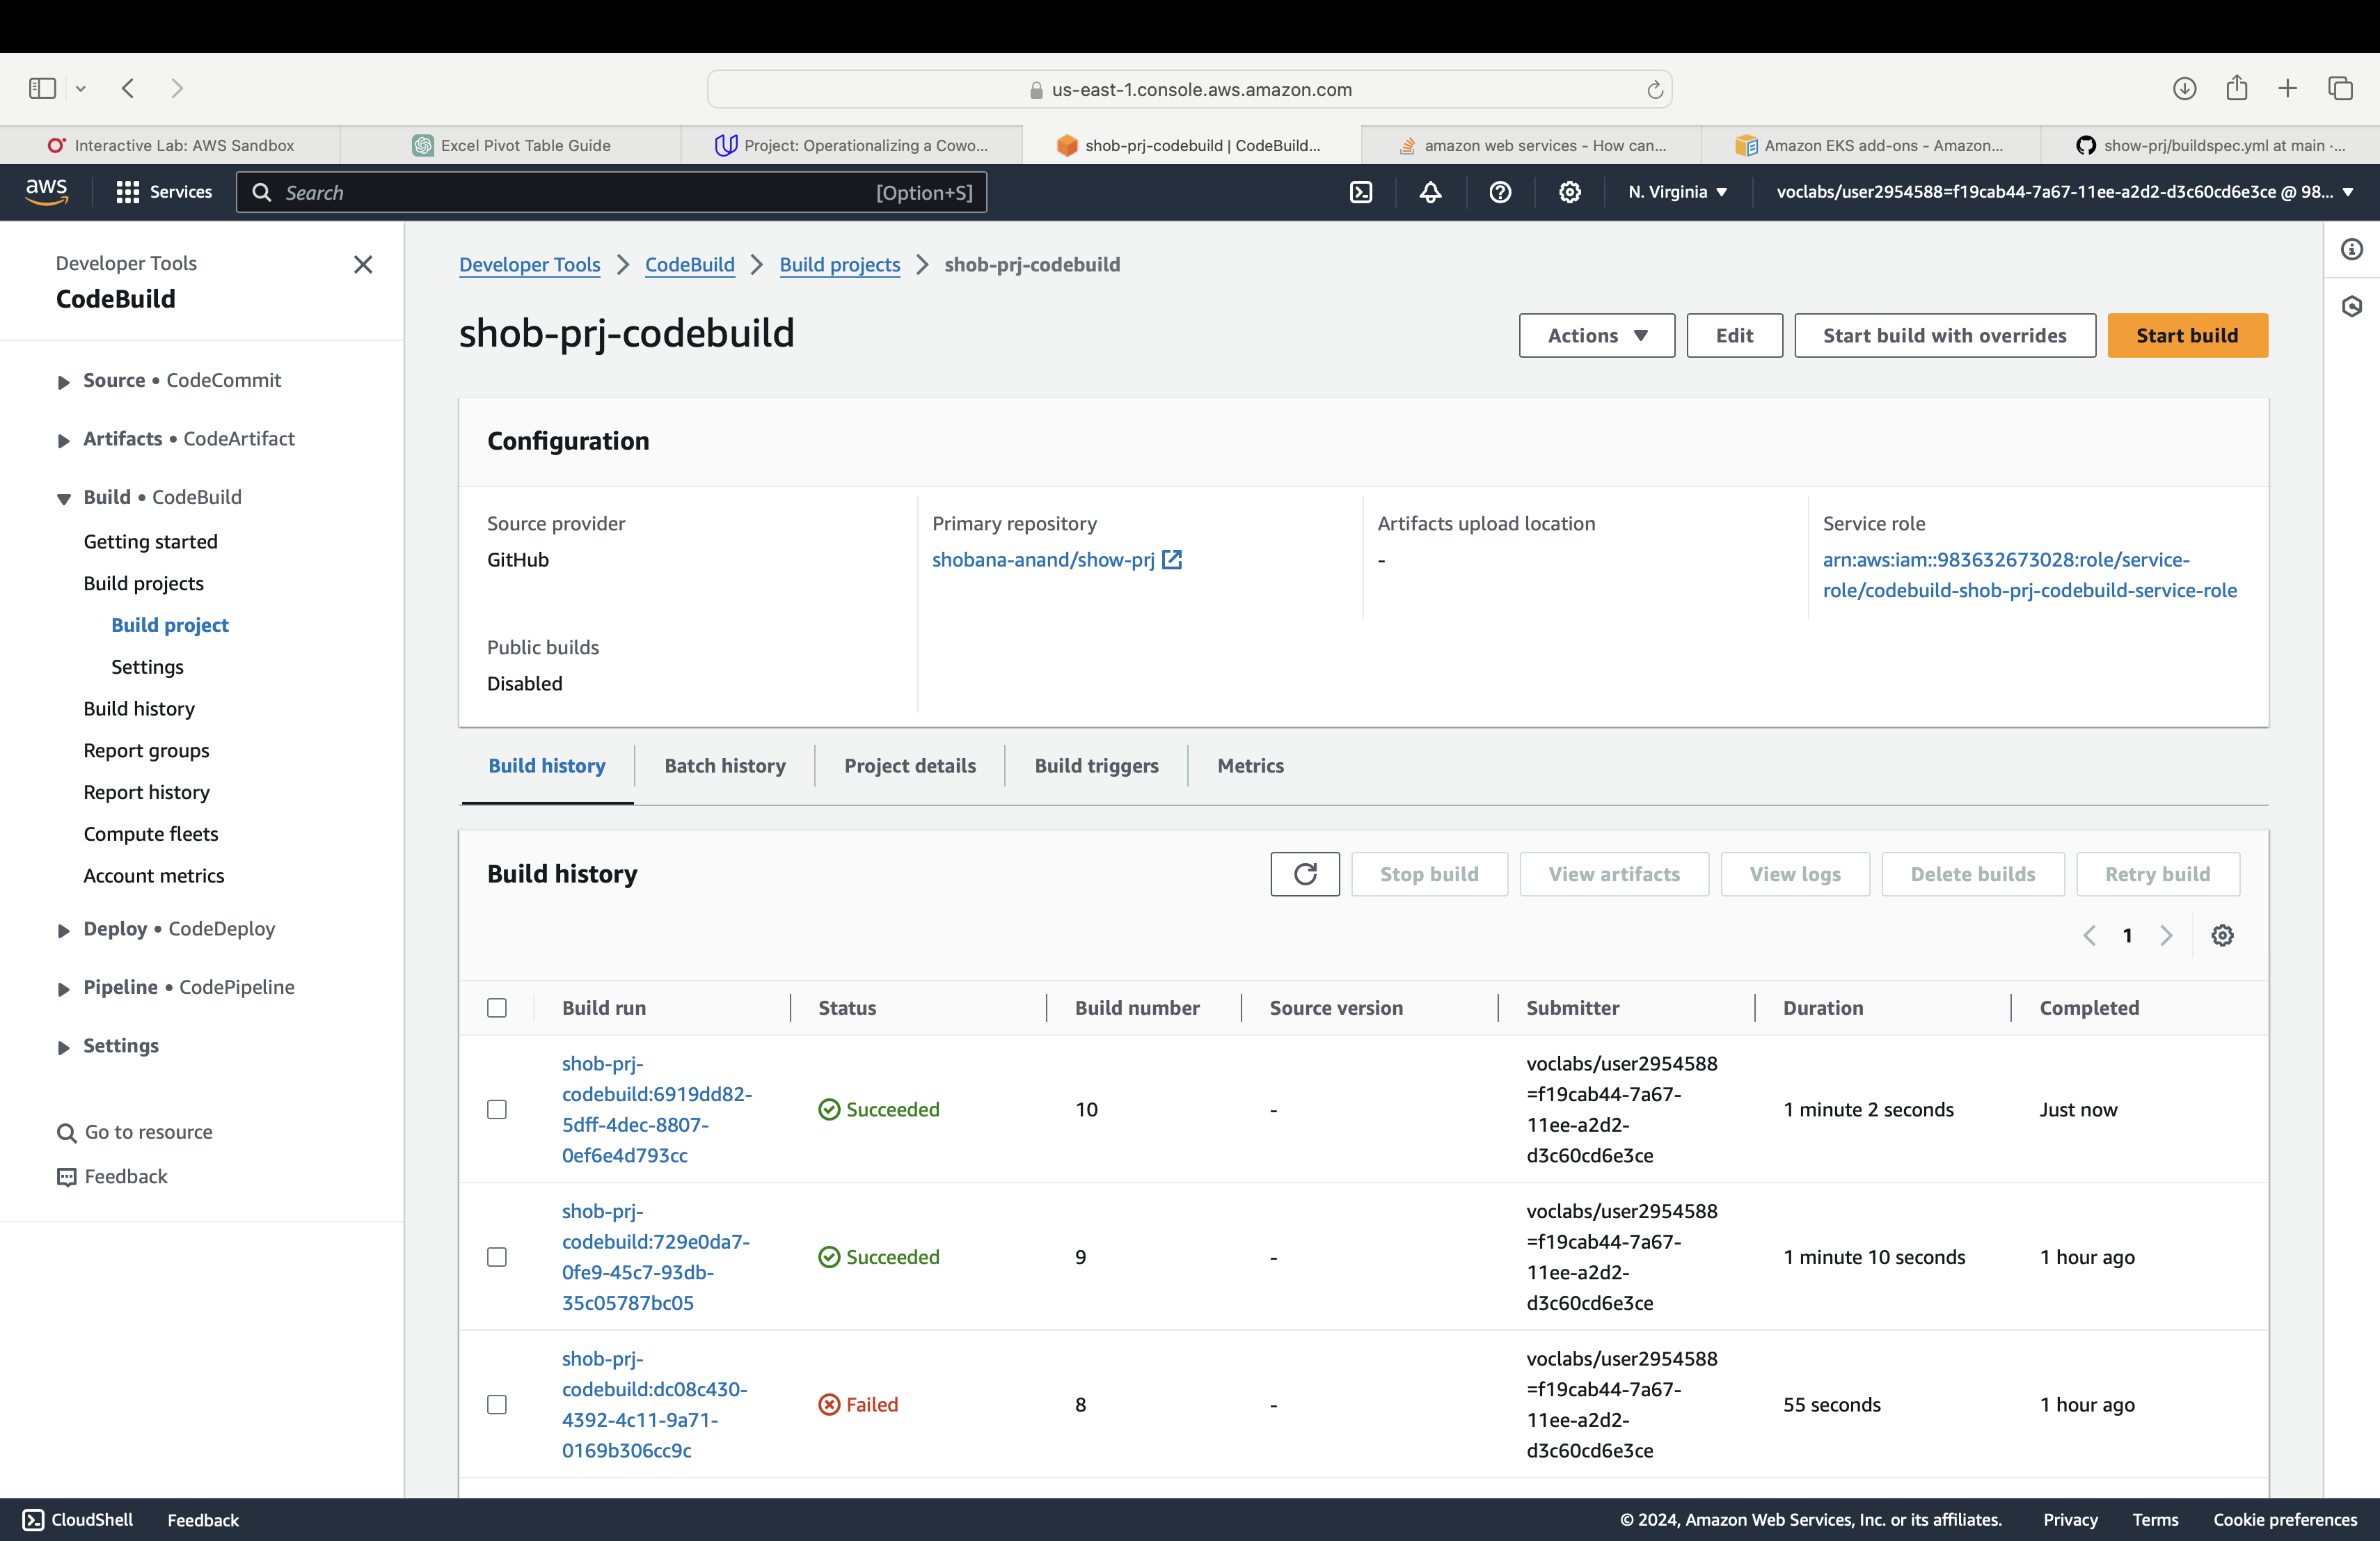 us-east-1.console.aws.amazon.com
Interactive Lab: AWS Sandbox
Excel Pivot Table Guide
Project: Operationalizing a Cowo...
shob-prj-codebuild | CodeBuild...
amazon web services - How can...
Amazon EKS add-ons - Amazon...
show-prj/buildspec.yml at main ·...
aws
Services
Search
[Option+S]
N. Virginia
voclabs/user2954588=f19cab44-7a67-11ee-a2d2-d3c60cd6e3ce @ 98...
Developer Tools
CodeBuild
Source • CodeCommit
Artifacts • CodeArtifact
Build • CodeBuild
Getting started
Build projects
Build project
Settings
Build history
Report groups
Report history
Compute fleets
Account metrics
Deploy • CodeDeploy
Pipeline • CodePipeline
Settings
Go to resource
Feedback
Developer Tools
CodeBuild
Build projects
shob-prj-codebuild
shob-prj-codebuild
Actions
Edit
Start build with overrides
Start build
Configuration
Source provider
GitHub
Primary repository
shobana-anand/show-prj
Artifacts upload location
-
Service role
arn:aws:iam::983632673028:role/service-
role/codebuild-shob-prj-codebuild-service-role
Public builds
Disabled
Build history
Batch history
Project details
Build triggers
Metrics
Build history
Stop build
View artifacts
View logs
Delete builds
Retry build
1
Build run
Status
Build number
Source version
Submitter
Duration
Completed
shob-prj-
codebuild:6919dd82-
5dff-4dec-8807-
0ef6e4d793cc
Succeeded
10
-
voclabs/user2954588
=f19cab44-7a67-
11ee-a2d2-
d3c60cd6e3ce
1 minute 2 seconds
Just now
shob-prj-
codebuild:729e0da7-
0fe9-45c7-93db-
35c05787bc05
Succeeded
9
-
voclabs/user2954588
=f19cab44-7a67-
11ee-a2d2-
d3c60cd6e3ce
1 minute 10 seconds
1 hour ago
shob-prj-
codebuild:dc08c430-
4392-4c11-9a71-
0169b306cc9c
Failed
8
-
voclabs/user2954588
=f19cab44-7a67-
11ee-a2d2-
d3c60cd6e3ce
55 seconds
1 hour ago
CloudShell
Feedback
© 2024, Amazon Web Services, Inc. or its affiliates.
Privacy
Terms
Cookie preferences